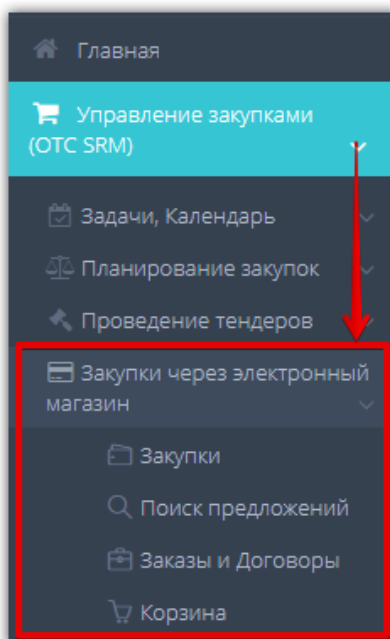 Главная
Управление закупками
(ОТС SRM)
Задачи, Календарь
Планирование закупок
Проведение тендеров
Закупки через электронный
магазин
Закупки
Поиск предложений
Заказы и Договоры
Корзина